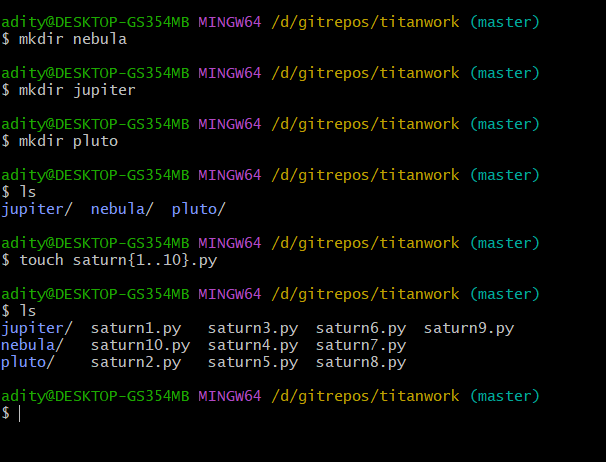 adity@DESKTOP-GS354MB MINGW64 /d/gitrepos/titanwork (master)
$ mkdir nebula
adity@DESKTOP-GS354MB MINGW64 /d/gitrepos/titanwork (master)
$ mkdir jupiter
adity@DESKTOP-GS354MB MINGW64 /d/gitrepos/titanwork (master)
$ mkdir pluto
adity@DESKTOP-GS354MB MINGW64 /d/gitrepos/titanwork (master)
$ ls
jupiter/  nebula/  pluto/
adity@DESKTOP-GS354MB MINGW64 /d/gitrepos/titanwork (master)
$ touch saturn{1..10}.py
adity@DESKTOP-GS354MB MINGW64 /d/gitrepos/titanwork (master)
$ ls
jupiter/  saturn1.py   saturn3.py  saturn6.py  saturn9.py
nebula/   saturn10.py  saturn4.py  saturn7.py
pluto/    saturn2.py   saturn5.py  saturn8.py
adity@DESKTOP-GS354MB MINGW64 /d/gitrepos/titanwork (master)
$